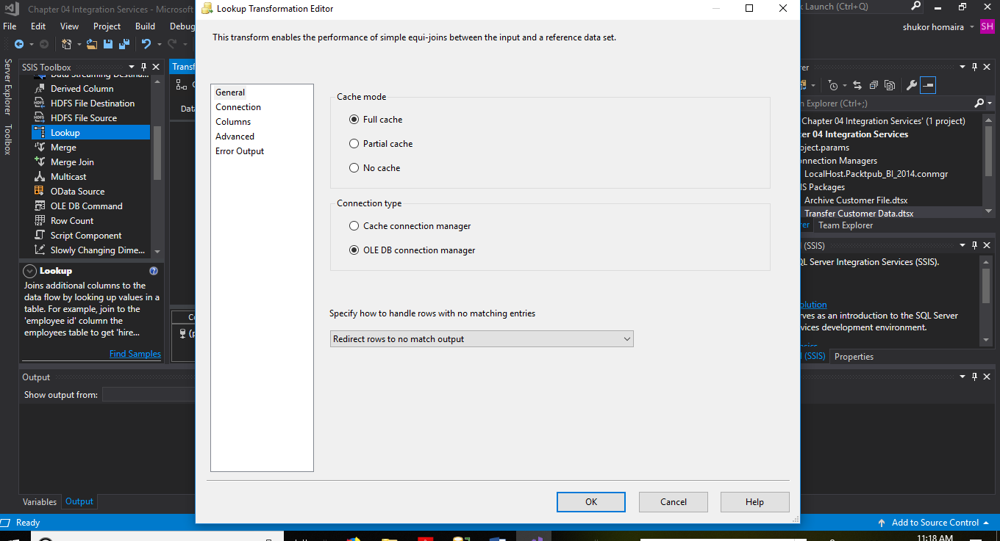 Chapter 04 Integration Services - Microsoft
Lookup Transformation Editor
Launch (Ctrl+Q)
File Edit View Project Build Debug
shukor homaira SH
This transform enables the performance of simple equi-joins between the input and a reference data set.
Server Explorer
Toolbox
SSIS Toolbox
Data Streaming Destina...
Derived Column
HDFS File Destination
HDFS File Source
Lookup
Merge
Merge Join
Multicast
OData Source
OLE DB Command
Row Count
Script Component
Slowly Changing Dime...
Lookup
Joins additional columns to the
data flow by looking up values in a
table. For example, join to the
'employee id' column the
employees table to get 'hire...
Find Samples
Output
Show output from:
Variables Output
Ready
Transf
Dat
General
Connection
Columns
Advanced
Error Output
Cache mode
Full cache
Partial cache
No cache
Connection type
Cache connection manager
OLE DB connection manager
Specify how to handle rows with no matching entries
Redirect rows to no match output
OK Cancel Help
rer
Explorer (Ctrl+;)
Chapter 04 Integration Services' (1 project)
er 04 Integration Services
oject.params
nnection Managers
LocalHost.Packtpub_BI_2014.conmgr
IS Packages
Archive Customer File.dtsx
Transfer Customer Data.dtsx
er Team Explorer
(SSIS)
QL Server Integration Services (SSIS).
olution
rves as an introduction to the SQL Server
vices development environment.
(SSIS) Properties
Add to Source Control
11:18 AM